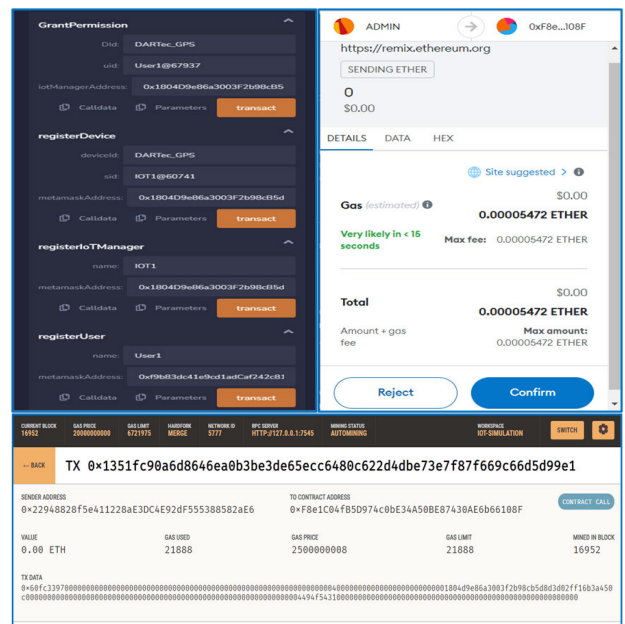 GrantPermission
Did: DARTec_GPS
uid: User1@67937
iotManagerAddress: 0x1804D9e86a3003F2b98cB5
Calldata Parameters transact
registerDevice
deviceId: DARTec_GPS
sid: IOT1@60741
metamaskAddress: 0x1804D9e86a3003F2b98cB5d
Calldata Parameters transact
registerIoTManager
name: IOT1
metamaskAddress: 0x1804D9e86a3003F2b98cB5d
Calldata Parameters transact
registerUser
name: User1
metamaskAddress: 0xf9b83dc41e9cd1adCaf242cB1
Calldata Parameters transact
ADMIN 0xF8e...108F
https://remix.ethereum.org
SENDING ETHER
0
$0.00
DETAILS DATA HEX
Site suggested >
$0.00
Gas (estimated) 0.00005472 ETHER
Very likely in < 15 seconds Max fee: 0.00005472 ETHER
$0.00
Total 0.00005472 ETHER
Amount + gas fee Max amount: 0.00005472 ETHER
Reject Confirm
CURRENT BLOCK GAS PRICE GAS LIMIT HARDFORK NETWORK ID RPC SERVER MINING STATUS WORKSPACE
16952 20000000000 6721975 MERGE 5777 HTTP://127.0.0.1:7545 AUTOMINING IOT-SIMULATION SWITCH
← BACK TX 0x1351fc90a6d8646ea0b3be3de65ecc6480c622d4dbe73e7f87f669c66d5d99e1
SENDER ADDRESS TO CONTRACT ADDRESS CONTRACT CALL
0×22948828f5e411228aE3DC4E92dF555388582aE6 0×F8e1C04fB5D974c0bE34A50BE87430AE6b66108F
VALUE GAS USED GAS PRICE GAS LIMIT MINED IN BLOCK
0.00 ETH 21888 2500000008 21888 16952
TX DATA